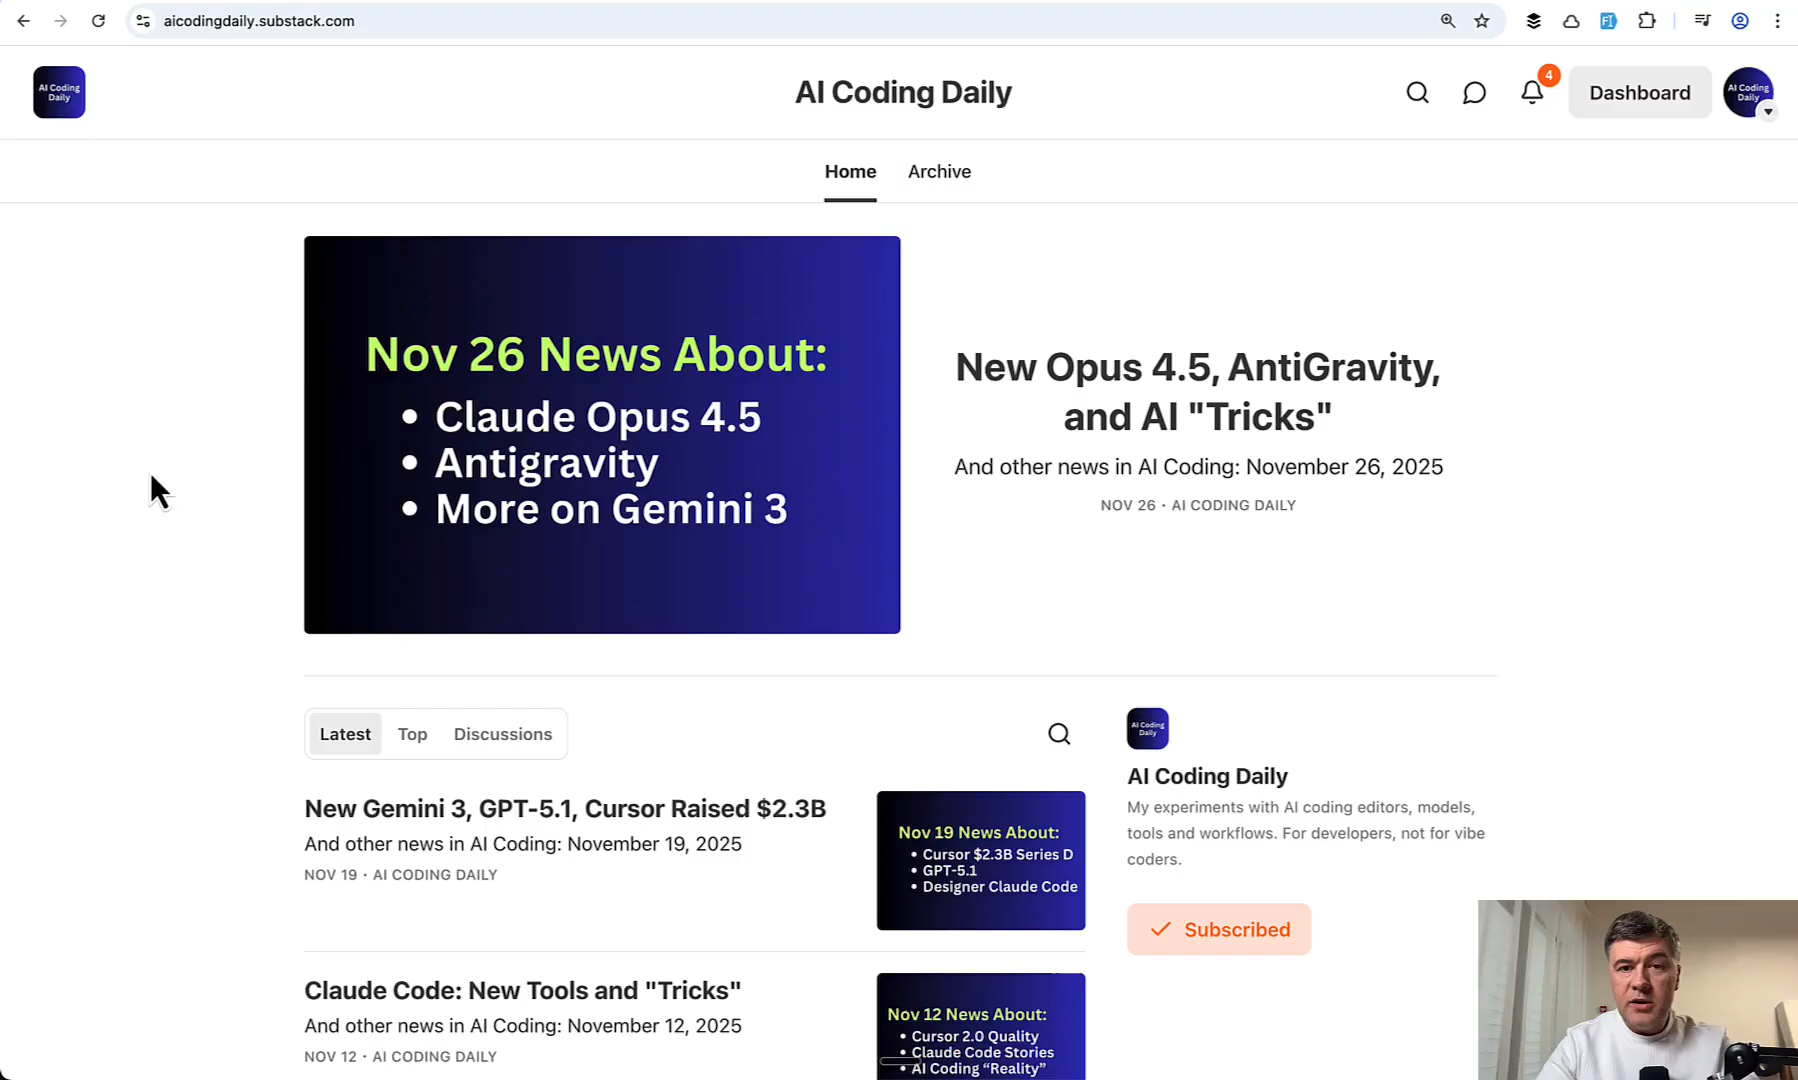 aicodingdaily.substack.com
AI Coding
Daily
AI Coding Daily
4
Dashboard
AI Coding
Daily
Home
Archive
Nov 26 News About:
• Claude Opus 4.5
• Antigravity
• More on Gemini 3
New Opus 4.5, AntiGravity,
and AI "Tricks"
And other news in AI Coding: November 26, 2025
NOV 26 • AI CODING DAILY
Latest
Top
Discussions
New Gemini 3, GPT-5.1, Cursor Raised $2.3B
And other news in AI Coding: November 19, 2025
NOV 19 • AI CODING DAILY
Nov 19 News About:
• Cursor $2.3B Series D
• GPT-5.1
• Designer Claude Code
Claude Code: New Tools and "Tricks"
And other news in AI Coding: November 12, 2025
NOV 12 • AI CODING DAILY
Nov 12 News About:
• Cursor 2.0 Quality
• Claude Code Stories
• AI Coding “Reality”
AI Coding
Daily
AI Coding Daily
My experiments with AI coding editors, models,
tools and workflows. For developers, not for vibe
coders.
Subscribed